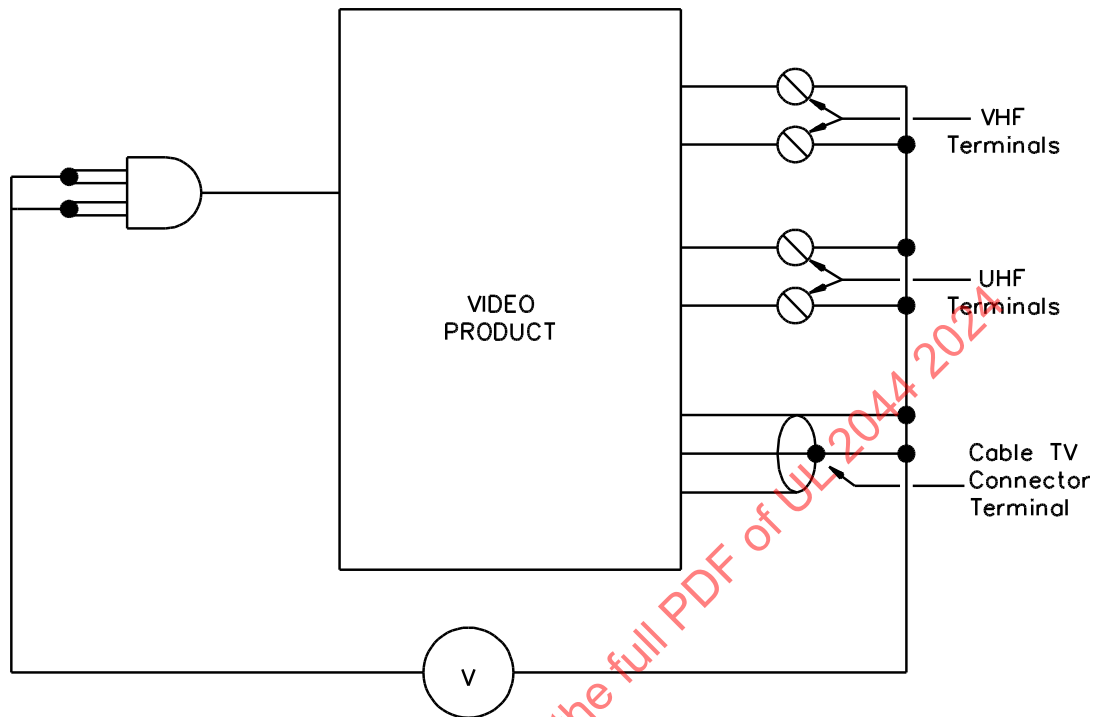 VHF
Terminals
UHF
Terminals
VIDEO
PRODUCT
Cable TV
Connector
Terminal
V
the full PDF of UL 2044 2024